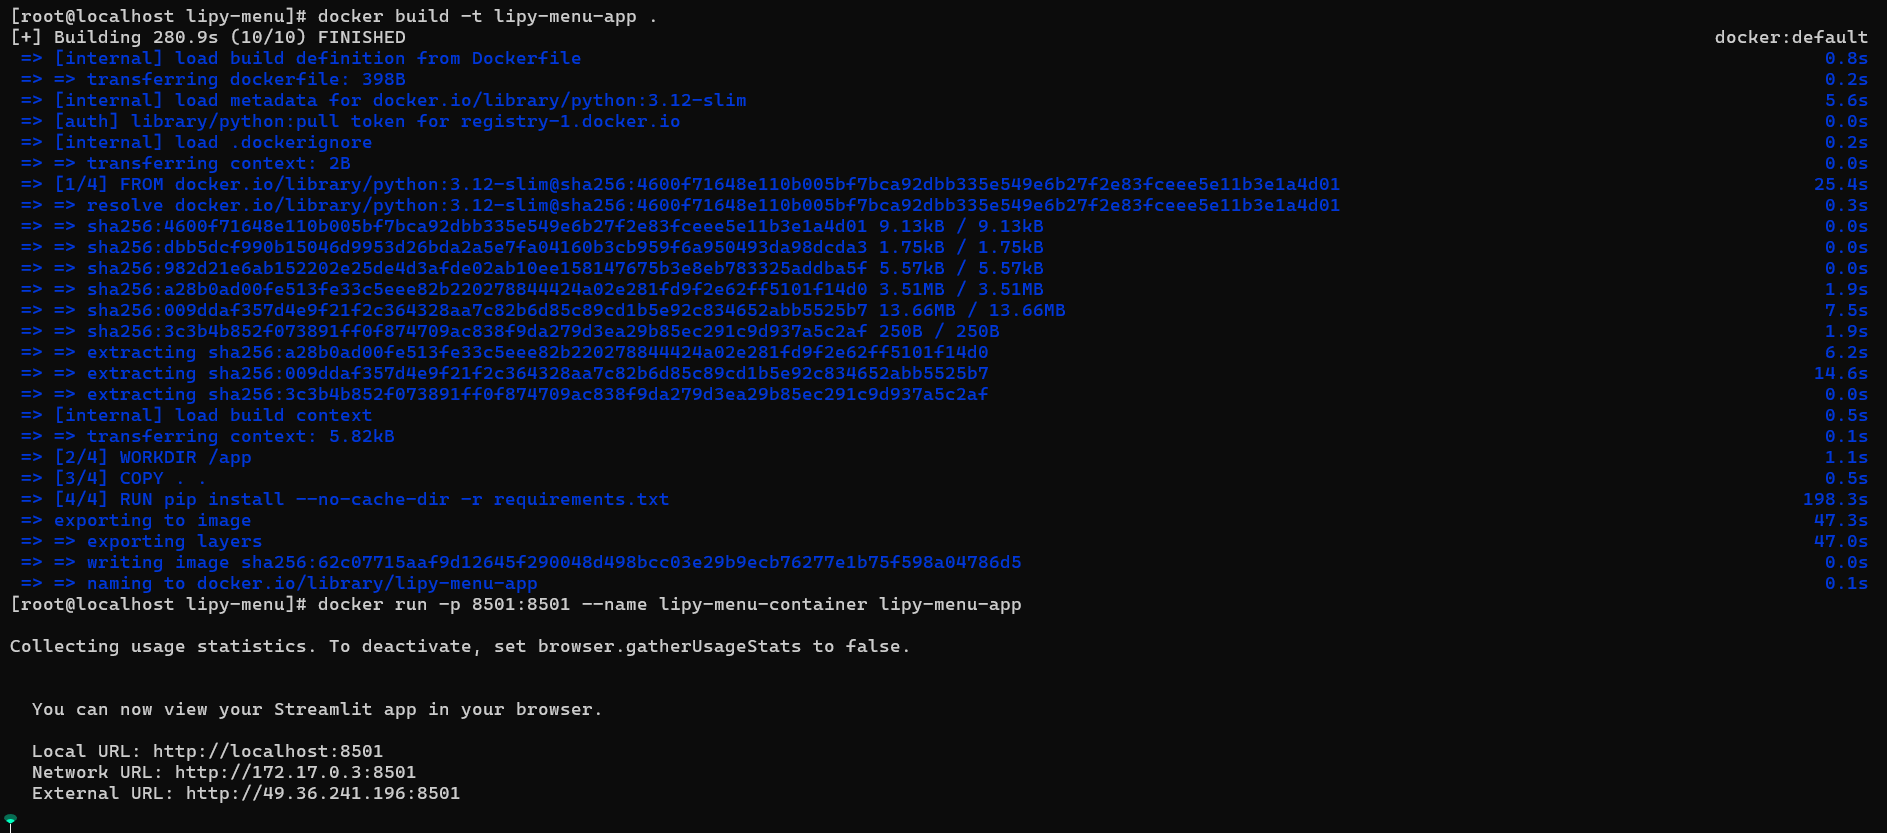 [root@localhost lipy-menu]# docker build -t lipy-menu-app .
[+] Building 280.9s (10/10) FINISHED docker:default
=> [internal] load build definition from Dockerfile 0.8s
=> => transferring dockerfile: 398B 0.2s
=> [internal] load metadata for docker.io/library/python:3.12-slim 5.6s
=> [auth] library/python:pull token for registry-1.docker.io 0.0s
=> [internal] load .dockerignore 0.2s
=> => transferring context: 2B 0.0s
=> [1/4] FROM docker.io/library/python:3.12-slim@sha256:4600f71648e110b005bf7bca92dbb335e549e6b27f2e83fceee5e11b3e1a4d01 25.4s
=> => resolve docker.io/library/python:3.12-slim@sha256:4600f71648e110b005bf7bca92dbb335e549e6b27f2e83fceee5e11b3e1a4d01 0.3s
=> => sha256:4600f71648e110b005bf7bca92dbb335e549e6b27f2e83fceee5e11b3e1a4d01 9.13kB / 9.13kB 0.0s
=> => sha256:dbb5dcf990b15046d9953d26bda2a5e7fa04160b3cb959f6a950493da98dcda3 1.75kB / 1.75kB 0.0s
=> => sha256:982d21e6ab152202e25de4d3afde02ab10ee158147675b3e8eb783325addba5f 5.57kB / 5.57kB 0.0s
=> => sha256:a28b0ad00fe513fe33c5eee82b220278844424a02e281fd9f2e62ff5101f14d0 3.51MB / 3.51MB 1.9s
=> => sha256:009ddaf357d4e9f21f2c364328aa7c82b6d85c89cd1b5e92c834652abb5525b7 13.66MB / 13.66MB 7.5s
=> => sha256:3c3b4b852f073891ff0f874709ac838f9da279d3ea29b85ec291c9d937a5c2af 250B / 250B 1.9s
=> => extracting sha256:a28b0ad00fe513fe33c5eee82b220278844424a02e281fd9f2e62ff5101f14d0 6.2s
=> => extracting sha256:009ddaf357d4e9f21f2c364328aa7c82b6d85c89cd1b5e92c834652abb5525b7 14.6s
=> => extracting sha256:3c3b4b852f073891ff0f874709ac838f9da279d3ea29b85ec291c9d937a5c2af 0.0s
=> [internal] load build context 0.5s
=> => transferring context: 5.82kB 0.1s
=> [2/4] WORKDIR /app 1.1s
=> [3/4] COPY . . 0.5s
=> [4/4] RUN pip install --no-cache-dir -r requirements.txt 198.3s
=> exporting to image 47.3s
=> => exporting layers 47.0s
=> => writing image sha256:62c07715aaf9d12645f290048d498bcc03e29b9ecb76277e1b75f598a04786d5 0.0s
=> => naming to docker.io/library/lipy-menu-app 0.1s
[root@localhost lipy-menu]# docker run -p 8501:8501 --name lipy-menu-container lipy-menu-app
Collecting usage statistics. To deactivate, set browser.gatherUsageStats to false.
You can now view your Streamlit app in your browser.
Local URL: http://localhost:8501
Network URL: http://172.17.0.3:8501
External URL: http://49.36.241.196:8501